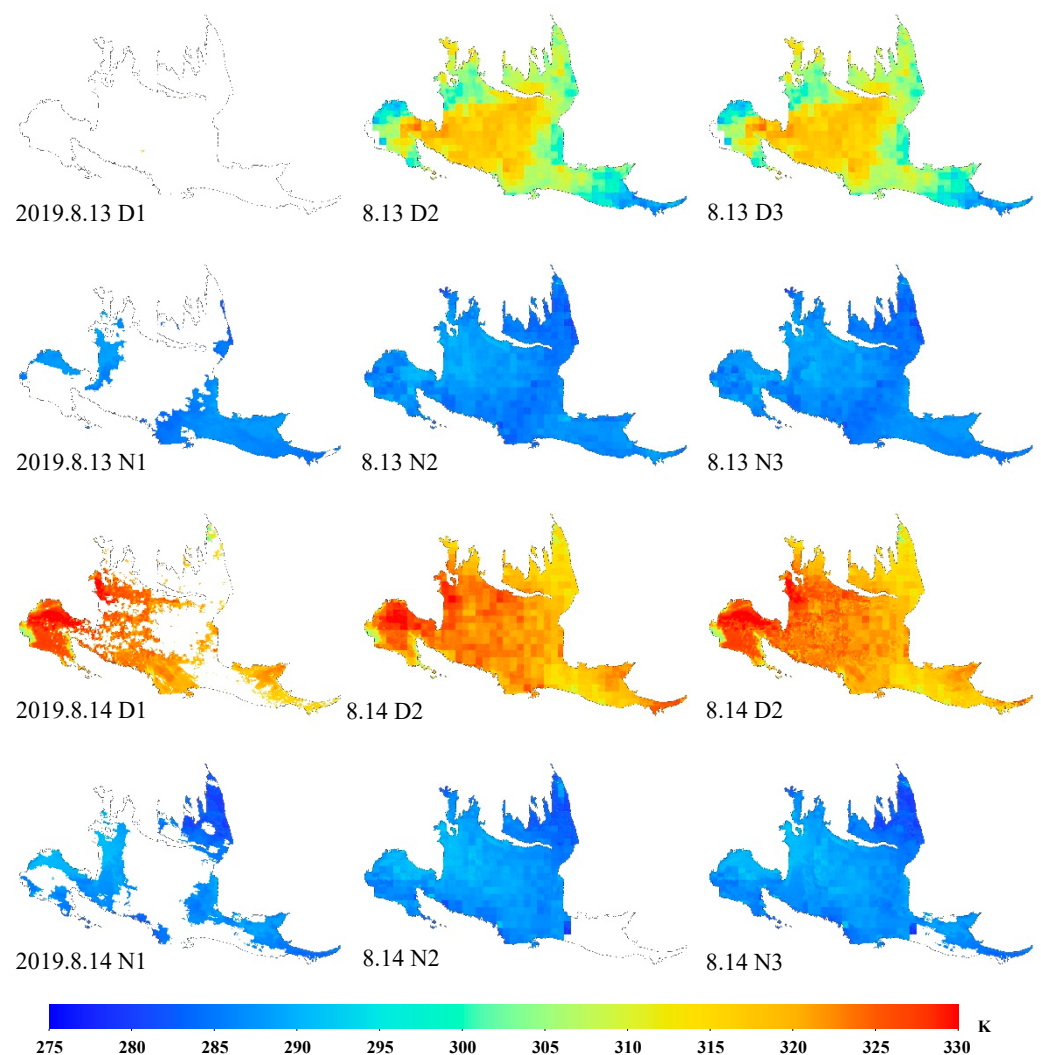 2019.8.13 D1 8.13 D2 8.13 D3
2019.8.13 N1 8.13 N2 8.13 N3
2019.8.14 D1 8.14 D2 8.14 D2
2019.8.14 N1 8.14 N2 8.14 N3
K
275 280 285 290 295 300 305 310 315 320 325 330